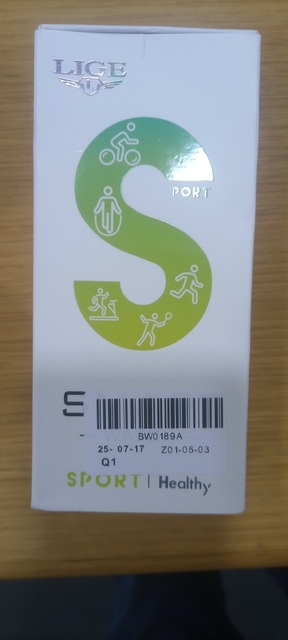 LIGE
S
PORT
S
-
BW0189A
25- 07-17 Z01-05-03
Q1
SPORT | Healthy